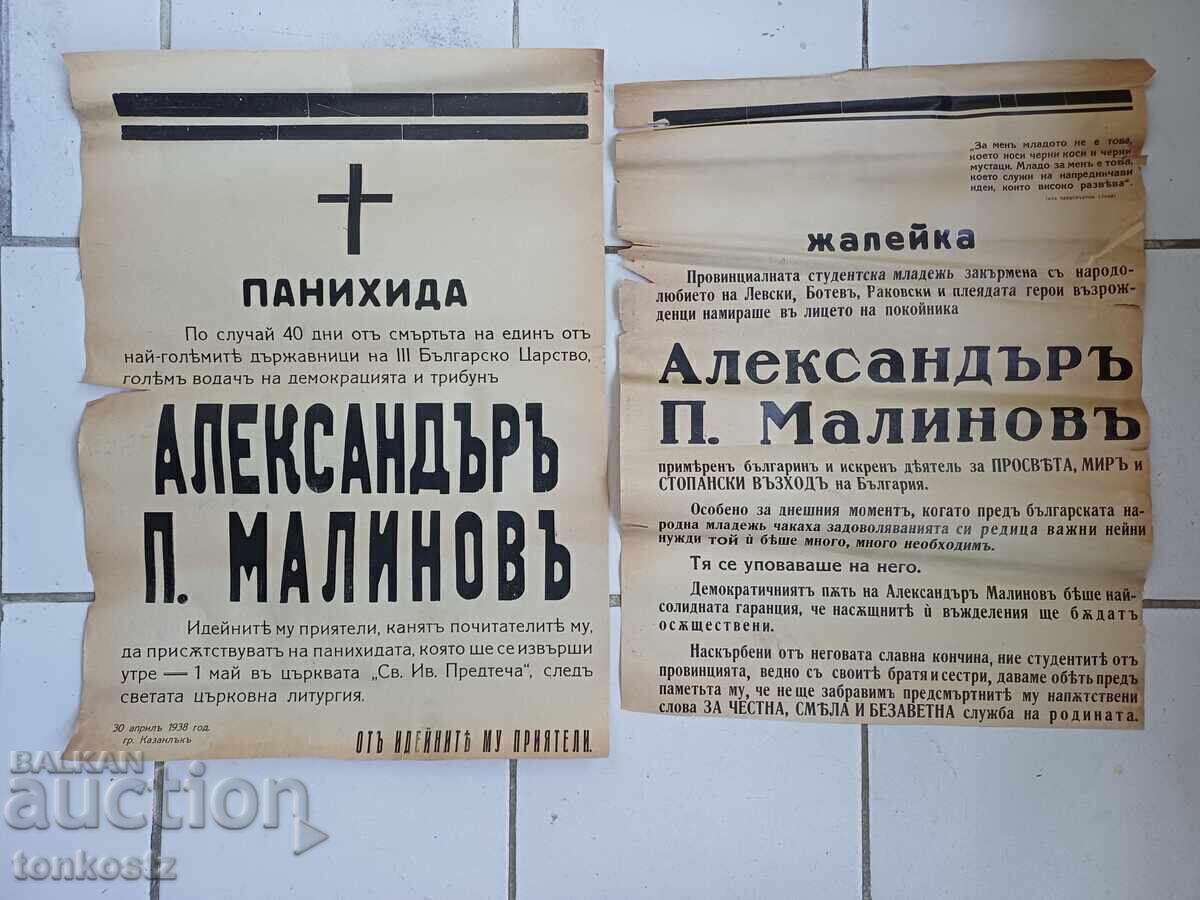 ПАНИХИДА
По случай 40 дни отъ смъртьта на единъ отъ
най-голѣмитѣ държавници на III Българско Царство,
голѣмъ водачъ на демокрацията и трибунъ
АЛЕКСАНДЪРЪ
П. МАЛИНОВЪ
Идейнитѣ му приятели, канятъ почитателитѣ му,
да присѫтствуватъ на панихидата, която ще се извърши
утре — 1 май въ църквата „Св. Ив. Предтеча“, следъ
светата църковна литургия.
30 априлъ 1938 год.
гр. Казанлъкъ
ОТЪ ИДЕЙНИТѢ МУ ПРИЯТЕЛИ.
„За менъ младото не е това,
което носи черни коси и черни
мустаци. Младо за менъ е това,
което служи на напредничави
идеи, които високо развѣва“.
жалейка
Провинциалната студентска младежь закърмена съ народо-
любието на Левски, Ботевъ, Раковски и плеядата герои възрож-
денци намираше въ лицето на покойника
Александъръ
П. Малиновъ
примѣренъ българинъ и искренъ дѣятель за ПРОСВѢТА, МИРЪ и
СТОПАНСКИ ВЪЗХОДЪ на България.
Особено за днешния моментъ, когато предъ българската на-
родна младежь чакаха задоволяванията си редица важни нейни
нужди той ѝ бѣше много, много необходимъ.
Тя се уповаваше на него.
Демократичниятъ пѫть на Александъръ Малиновъ бѣше най-
солидната гаранция, че насѫщнитѣ ѝ въжделения ще бѫдатъ
осѫществени.
Наскърбени отъ неговата славна кончина, ние студентитѣ отъ
провинцията, ведно съ своитѣ братя и сестри, даваме обѣтъ предъ
паметьта му, че не ще забравимъ предсмъртнитѣ му напѫтствени
слова ЗА ЧЕСТНА, СМѢЛА И БЕЗАВЕТНА служба на родината.
BALKAN
auction
tonkostz